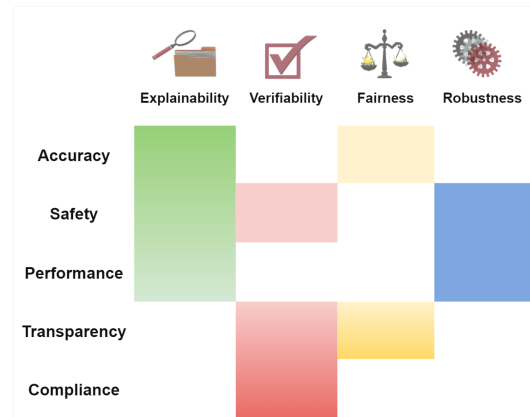 Explainability Verifiability Fairness Robustness
Accuracy
Safety
Performance
Transparency
Compliance